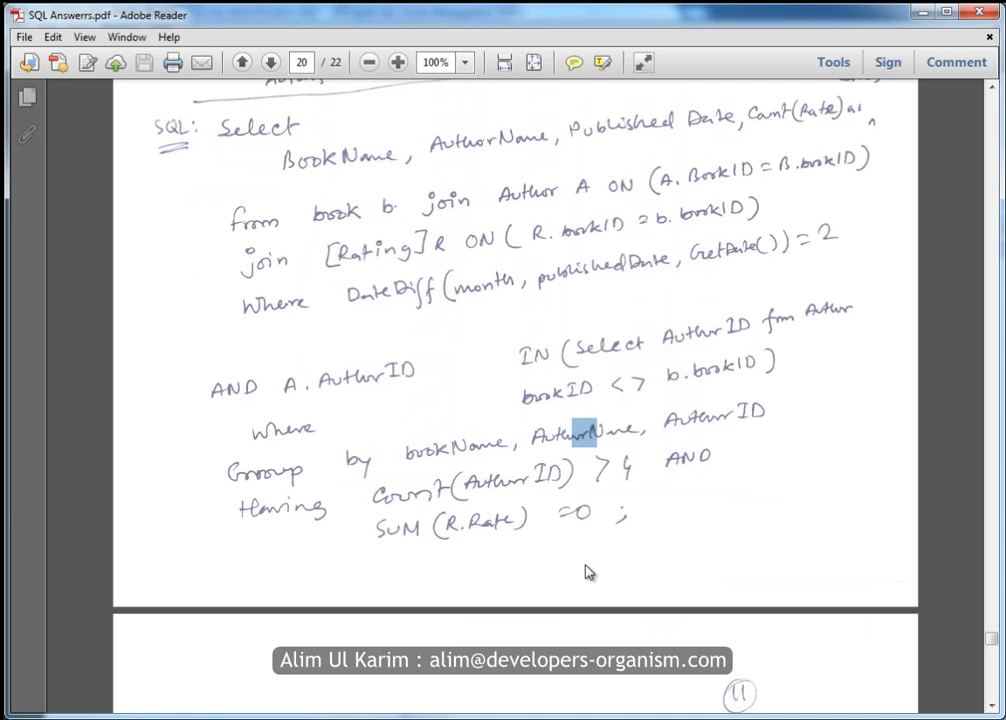 SQL Answerrs.pdf - Adobe Reader
File Edit View Window Help
20 / 22 100% Tools Sign Comment
SQL: Select
BookName, AuthorName, Published Date, Count(Rate) as
from book b. join Author A ON (A. BookID = B.bookID)
join [Rating] R ON ( R. bookID = b. bookID)
Where DateDiff (month, publishedDate, GetDate()) = 2
AND A. AuthorID IN (Select AuthorID from Author
where bookID <> b.bookID)
Group by bookName, AuthorName, AuthorID
Having Count(AuthorID) > 4 AND
SUM (R.Rate) =0 ;
Alim Ul Karim : alim@developers-organism.com
11